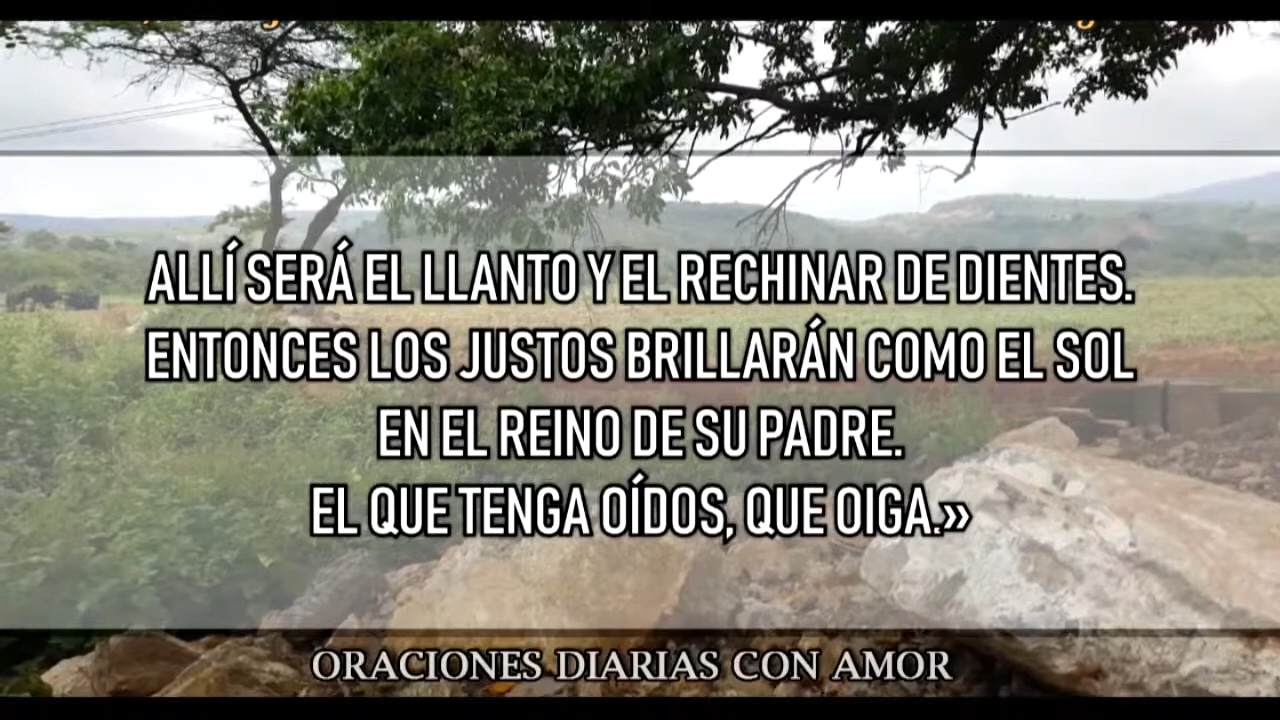 ALLÍ SERÁ EL LLANTO Y EL RECHINAR DE DIENTES.
ENTONCES LOS JUSTOS BRILLARÁN COMO EL SOL
EN EL REINO DE SU PADRE.
EL QUE TENGA OÍDOS, QUE OIGA.»
ORACIONES DIARIAS CON AMOR